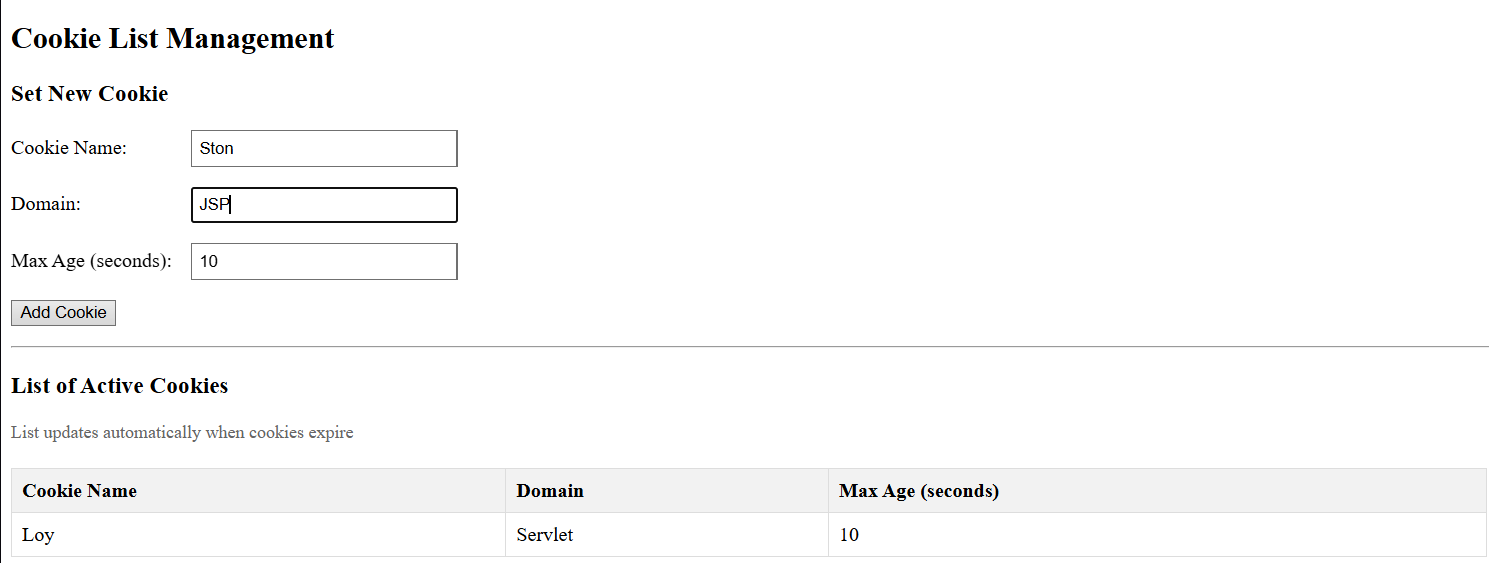 Cookie List Management
Set New Cookie
Cookie Name: Ston
Domain: JSP
Max Age (seconds): 10
Add Cookie
List of Active Cookies
List updates automatically when cookies expire
Cookie Name Domain Max Age (seconds)
Loy Servlet 10